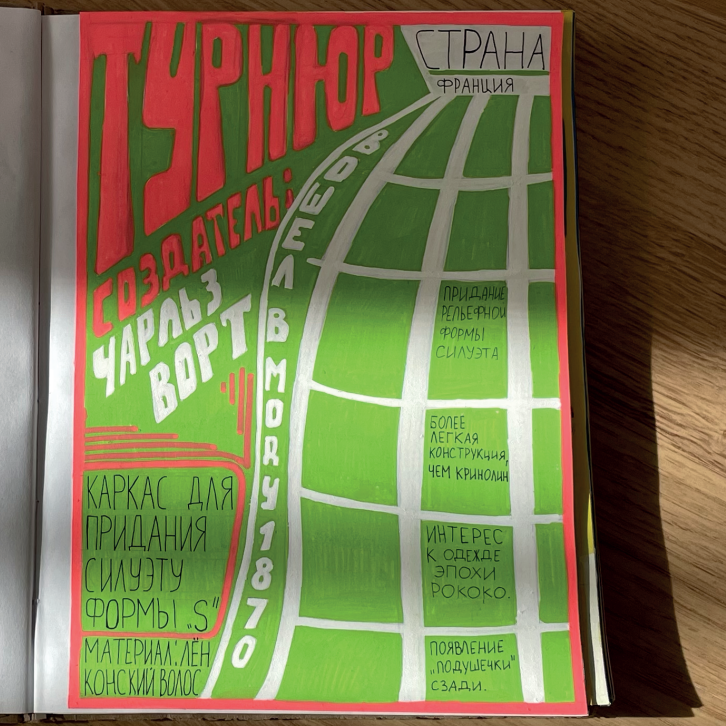 ТУРНЮР
СОЗДАТЕЛЬ:
ЧАРЛЬЗ
ВОРТ
СТРАНА
ФРАНЦИЯ
ВОШЕЛ В МОДУ 1870
КАРКАС ДЛЯ
ПРИДАНИЯ
СИЛУЭТУ
ФОРМЫ „S"
МАТЕРИАЛ: ЛЁН
КОНСКИЙ ВОЛОС
ПРИДАНИЕ
РЕЛЬЕФНОЙ
ФОРМЫ
СИЛУЭТА
БОЛЕЕ
ЛЕГКАЯ
КОНСТРУКЦИЯ,
ЧЕМ КРИНОЛИН
ИНТЕРЕС
К ОДЕЖДЕ
ЭПОХИ
РОКОКО.
ПОЯВЛЕНИЕ
„ПОДУШЕЧКИ"
СЗАДИ.